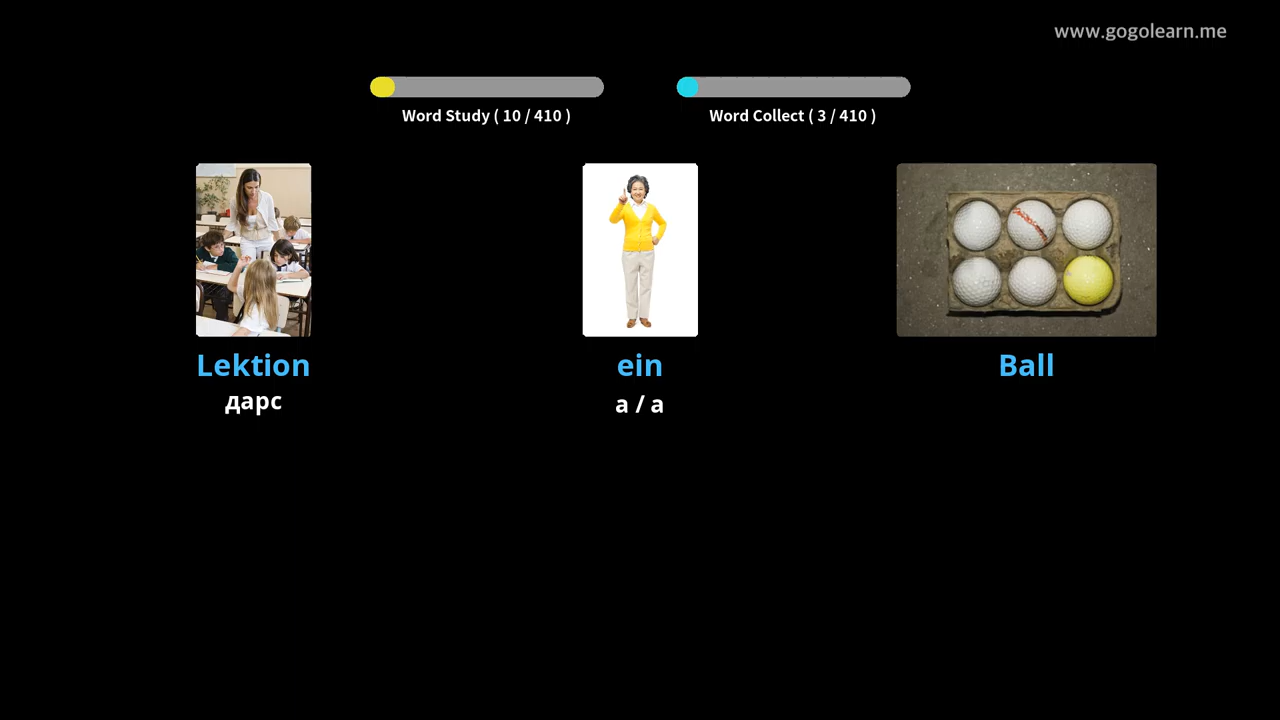 www.gogolearn.me
Word Study ( 10 / 410 )
Word Collect ( 3 / 410 )
Lektion
ein
Ball
дарс
а / а